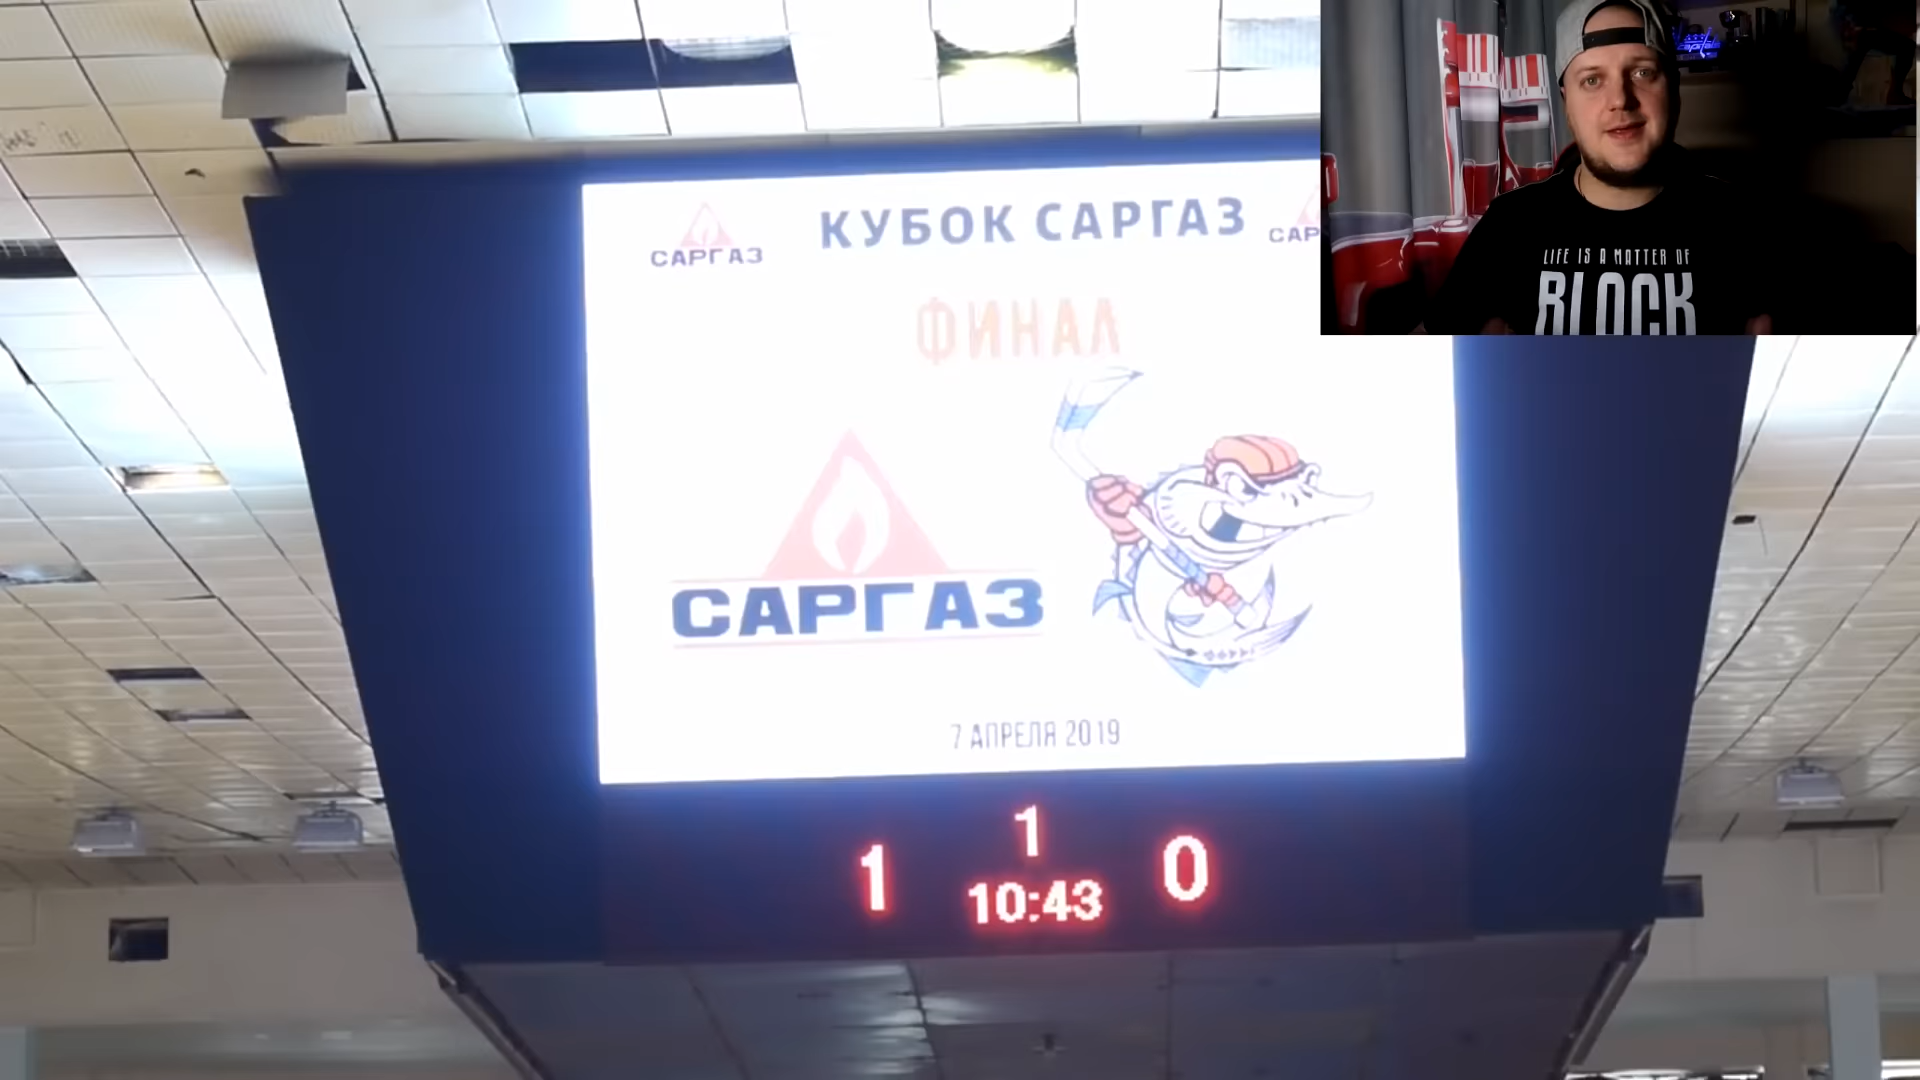 КУБОК САРГАЗ
САРГАЗ
САР
ФИНАЛ
САРГАЗ
7 АПРЕЛЯ 2019
1
1
0
10:43
LIFE IS A MATTER OF
BLOCK
capitals